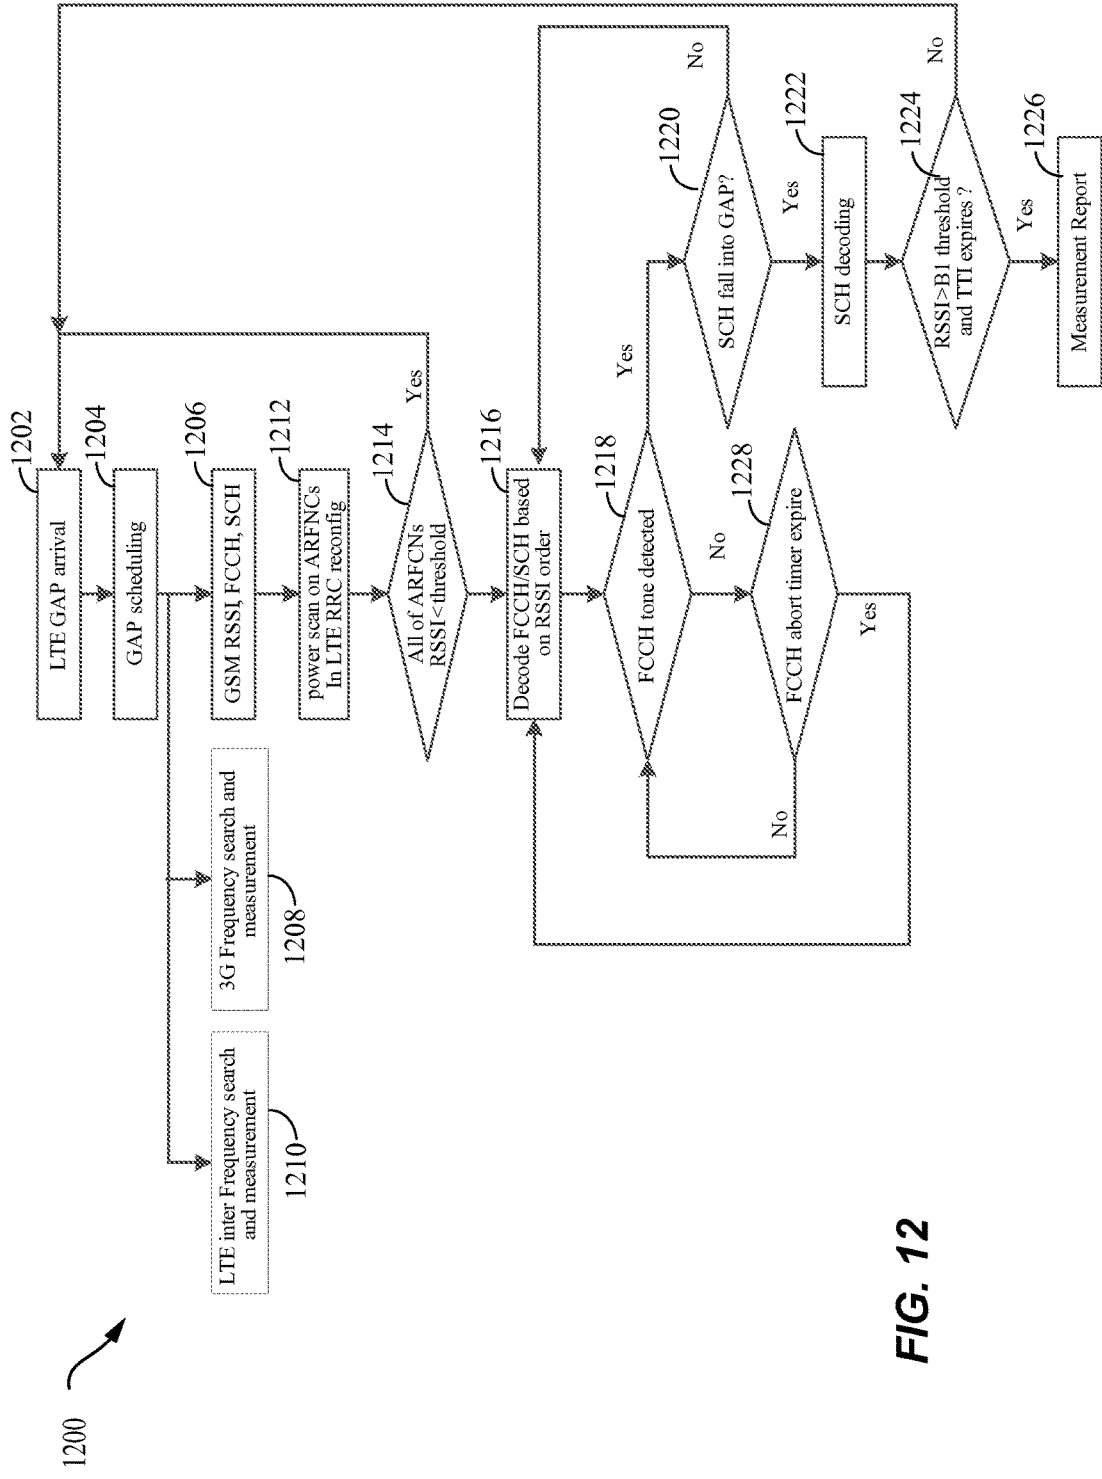 1200
LTE GAP arrival
1202
GAP scheduling
1204
LTE inter Frequency search
and measurement
1210
3G Frequency search and
measurement
1208
GSM RSSI, FCCH, SCH
1206
power scan on ARFNCs
In LTE RRC reconfig
1212
All of ARFCNs
RSSI< threshold
1214
Yes
Decode FCCH/SCH based
on RSSI order
1216
FCCH tone detected
1218
Yes
No
FCCH abort timer expire
1228
No
Yes
SCH fall into GAP?
1220
No
Yes
SCH decoding
1222
RSSI>B1 threshold
and TTI expires ?
1224
No
Yes
Measurement Report
1226
FIG. 12